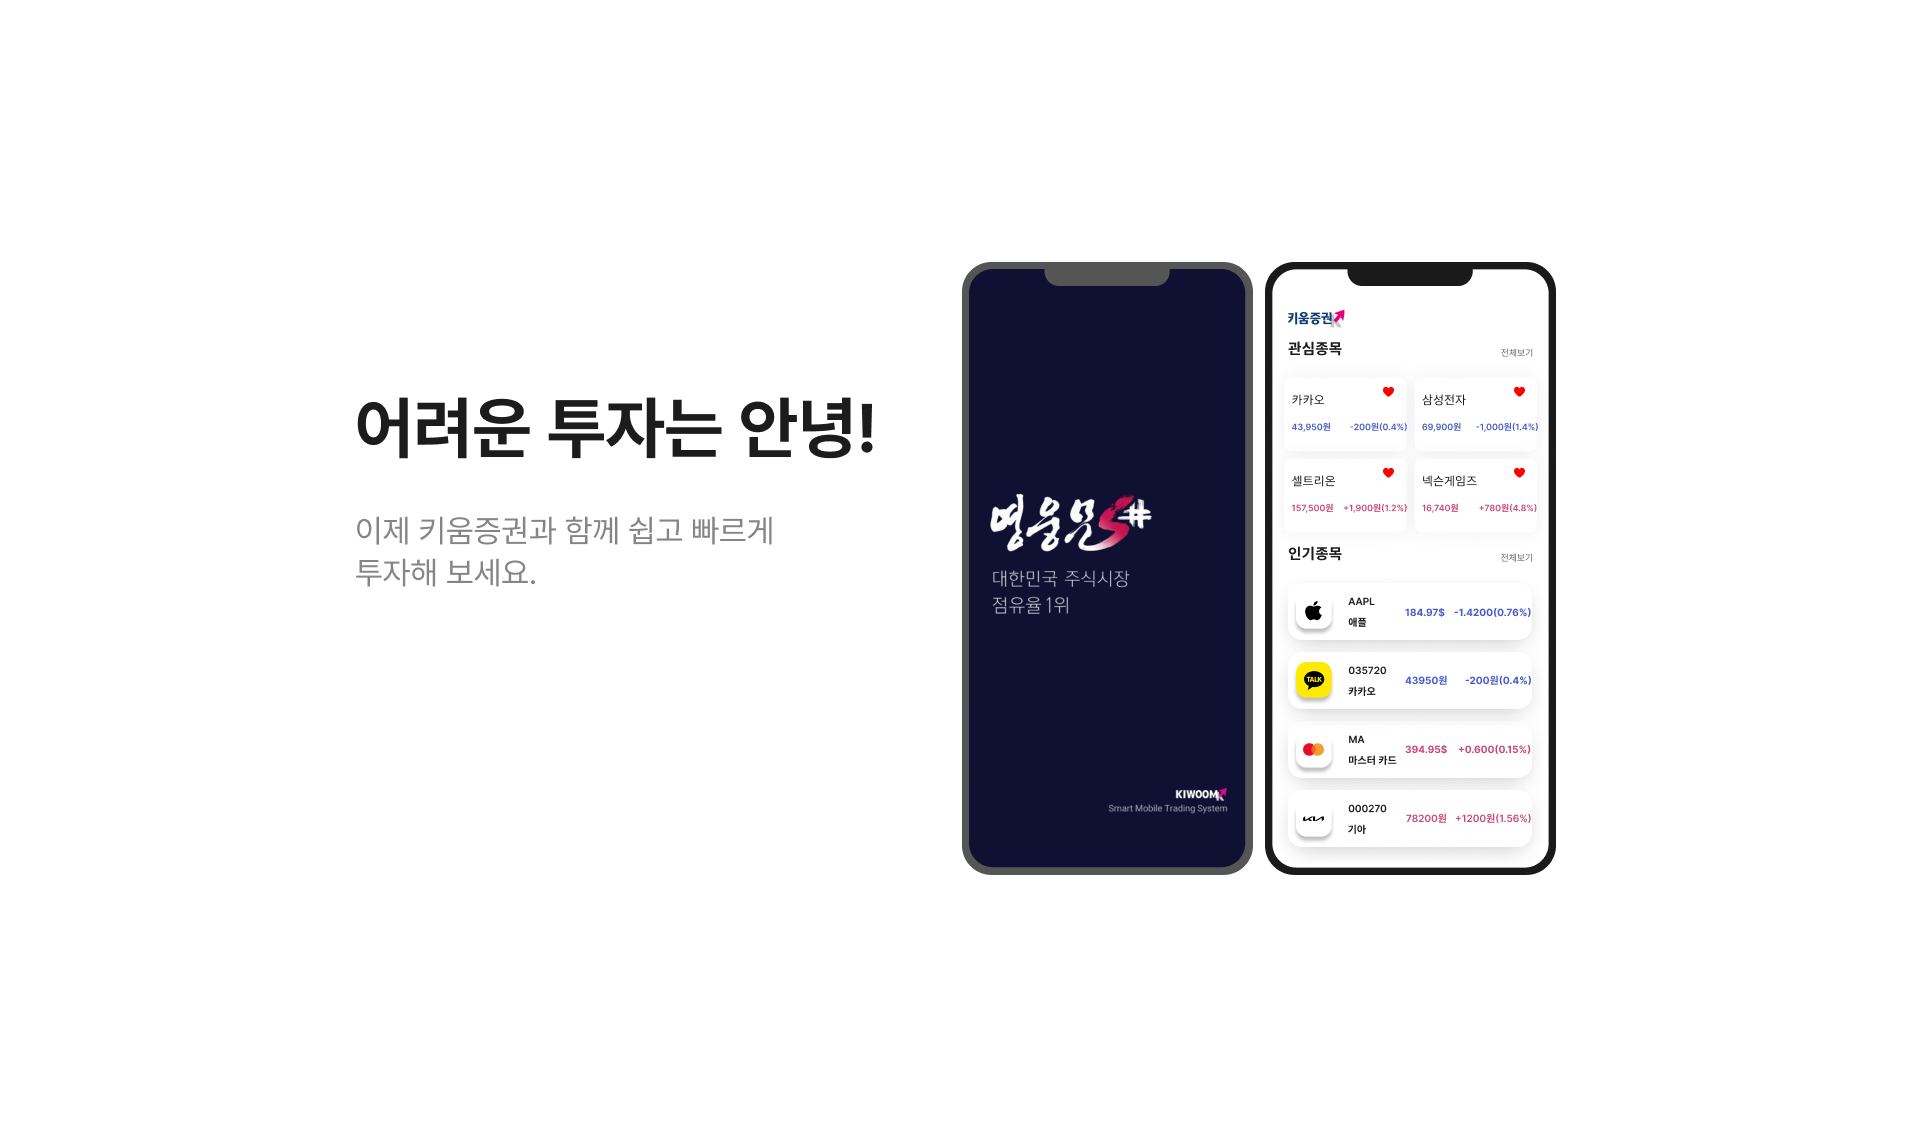 어려운 투자는 안녕!
이제 키움증권과 함께 쉽고 빠르게
투자해 보세요.
영웅문S#
대한민국 주식시장
점유율 1위
KIWOOM
Smart Mobile Trading System
키움증권
관심종목 전체보기
카카오 삼성전자
43,950원 -200원(0.4%) 69,900원 -1,000원(1.4%)
셀트리온 넥슨게임즈
157,500원 +1,900원(1.2%) 16,740원 +780원(4.8%)
인기종목 전체보기
AAPL
184.97$ -1.4200(0.76%)
애플
035720
TALK 43950원 -200원(0.4%)
카카오
MA
394.95$ +0.600(0.15%)
마스터 카드
000270
KIA 78200원 +1200원(1.56%)
기아